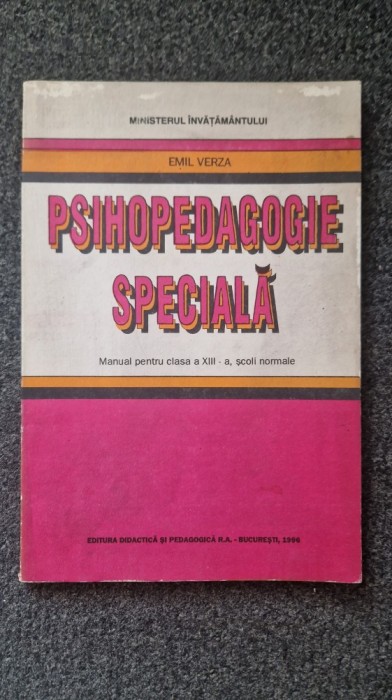 MINISTERUL ÎNVĂȚĂMÂNTULUI
EMIL VERZA
PSIHOPEDAGOGIE
SPECIALĂ
Manual pentru clasa a XIII - a, școli normale
EDITURA DIDACTICĂ ȘI PEDAGOGICĂ R.A. - BUCUREȘTI, 1996